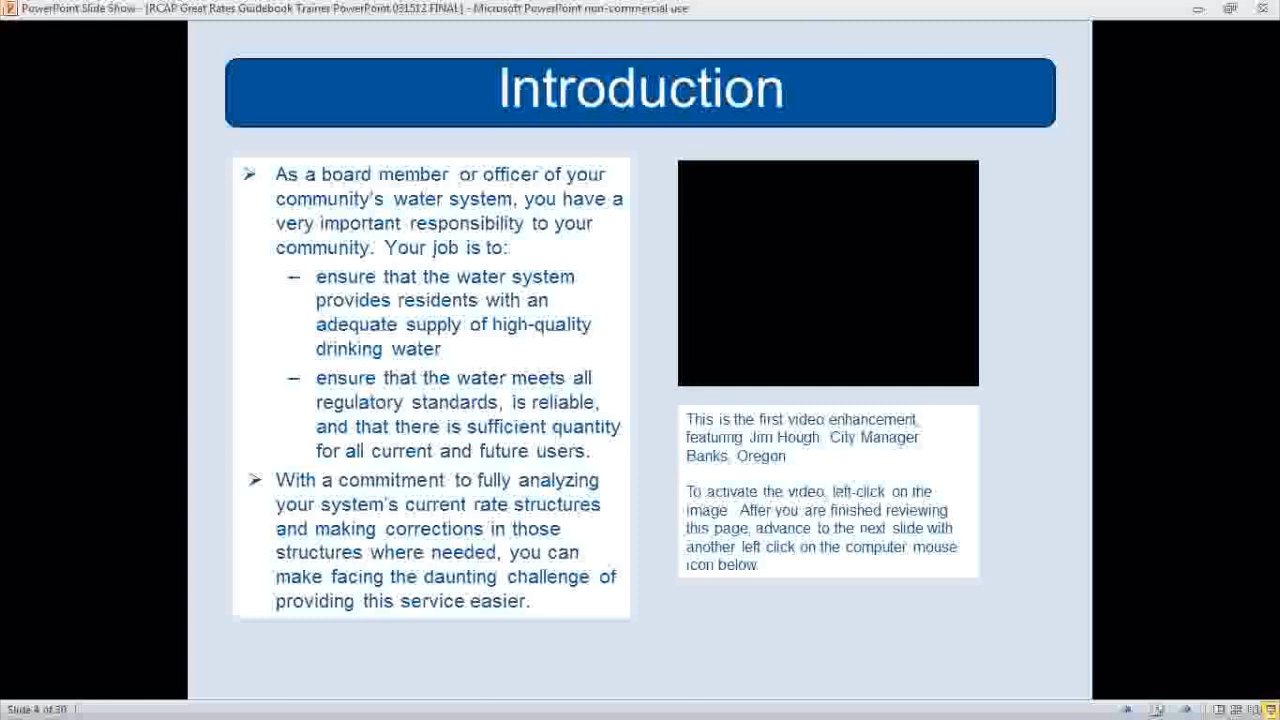 PowerPoint Slide Show - [RCAP Great Rates Guidebook Trainer PowerPoint 031512 FINAL] - Microsoft PowerPoint non-commercial use
Introduction
As a board member or officer of your
community's water system, you have a
very important responsibility to your
community. Your job is to:
– ensure that the water system
provides residents with an
adequate supply of high-quality
drinking water
– ensure that the water meets all
regulatory standards, is reliable,
and that there is sufficient quantity
for all current and future users.
With a commitment to fully analyzing
your system's current rate structures
and making corrections in those
structures where needed, you can
make facing the daunting challenge of
providing this service easier.
This is the first video enhancement,
featuring Jim Hough, City Manager
Banks, Oregon
To activate the video, left-click on the
image. After you are finished reviewing
this page, advance to the next slide with
another left click on the computer mouse
icon below.
Slide 4 of 30